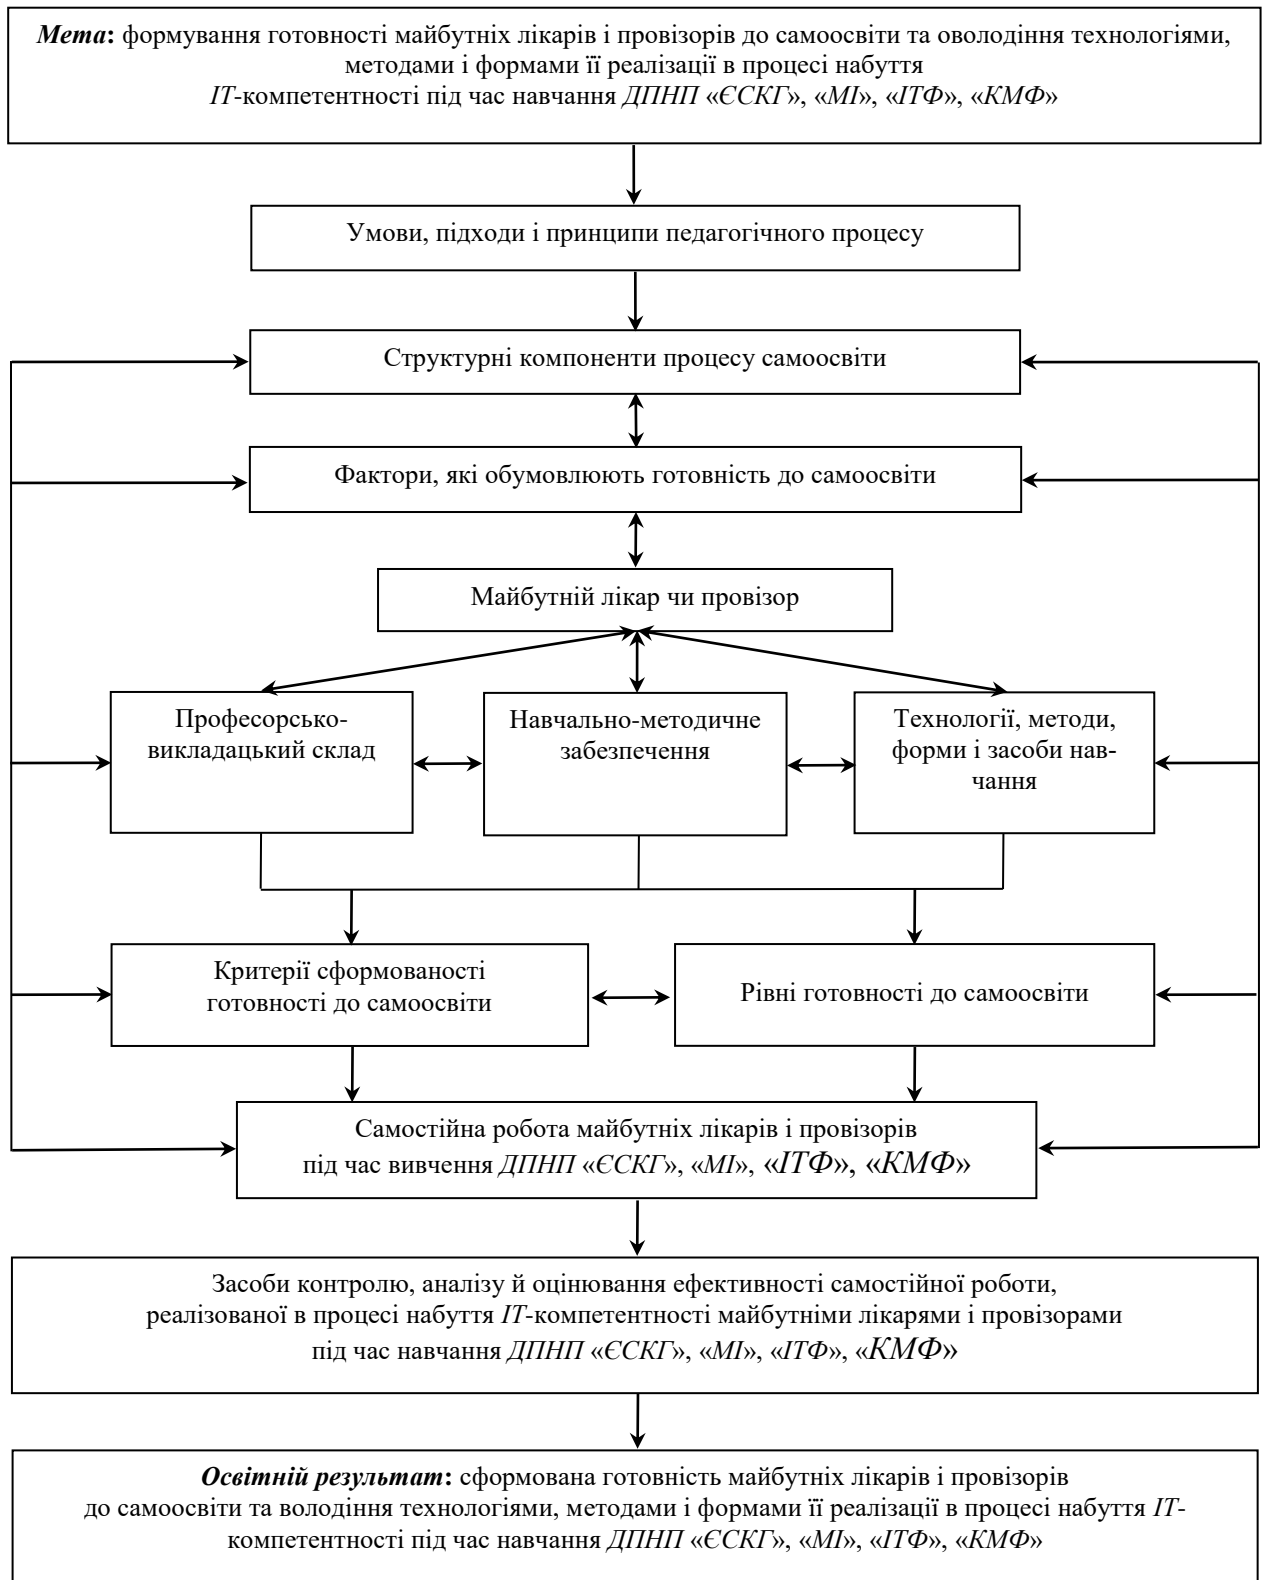 Мета: формування готовності майбутніх лікарів і провізорів до самоосвіти та оволодіння технологіями,
методами і формами її реалізації в процесі набуття
ІТ-компетентності під час навчання ДПНП «ЄСКГ», «МІ», «ІТФ», «КМФ»
Умови, підходи і принципи педагогічного процесу
Структурні компоненти процесу самоосвіти
Фактори, які обумовлюють готовність до самоосвіти
Майбутній лікар чи провізор
Професорсько-
викладацький склад
Навчально-методичне
забезпечення
Технології, методи,
форми і засоби нав-
чання
Критерії сформованості
готовності до самоосвіти
Рівні готовності до самоосвіти
Самостійна робота майбутніх лікарів і провізорів
під час вивчення ДПНП «ЄСКГ», «МІ», «ІТФ», «КМФ»
Засоби контролю, аналізу й оцінювання ефективності самостійної роботи,
реалізованої в процесі набуття ІТ-компетентності майбутніми лікарями і провізорами
під час навчання ДПНП «ЄСКГ», «МІ», «ІТФ», «КМФ»
Освітній результат: сформована готовність майбутніх лікарів і провізорів
до самоосвіти та володіння технологіями, методами і формами її реалізації в процесі набуття ІТ-
компетентності під час навчання ДПНП «ЄСКГ», «МІ», «ІТФ», «КМФ»